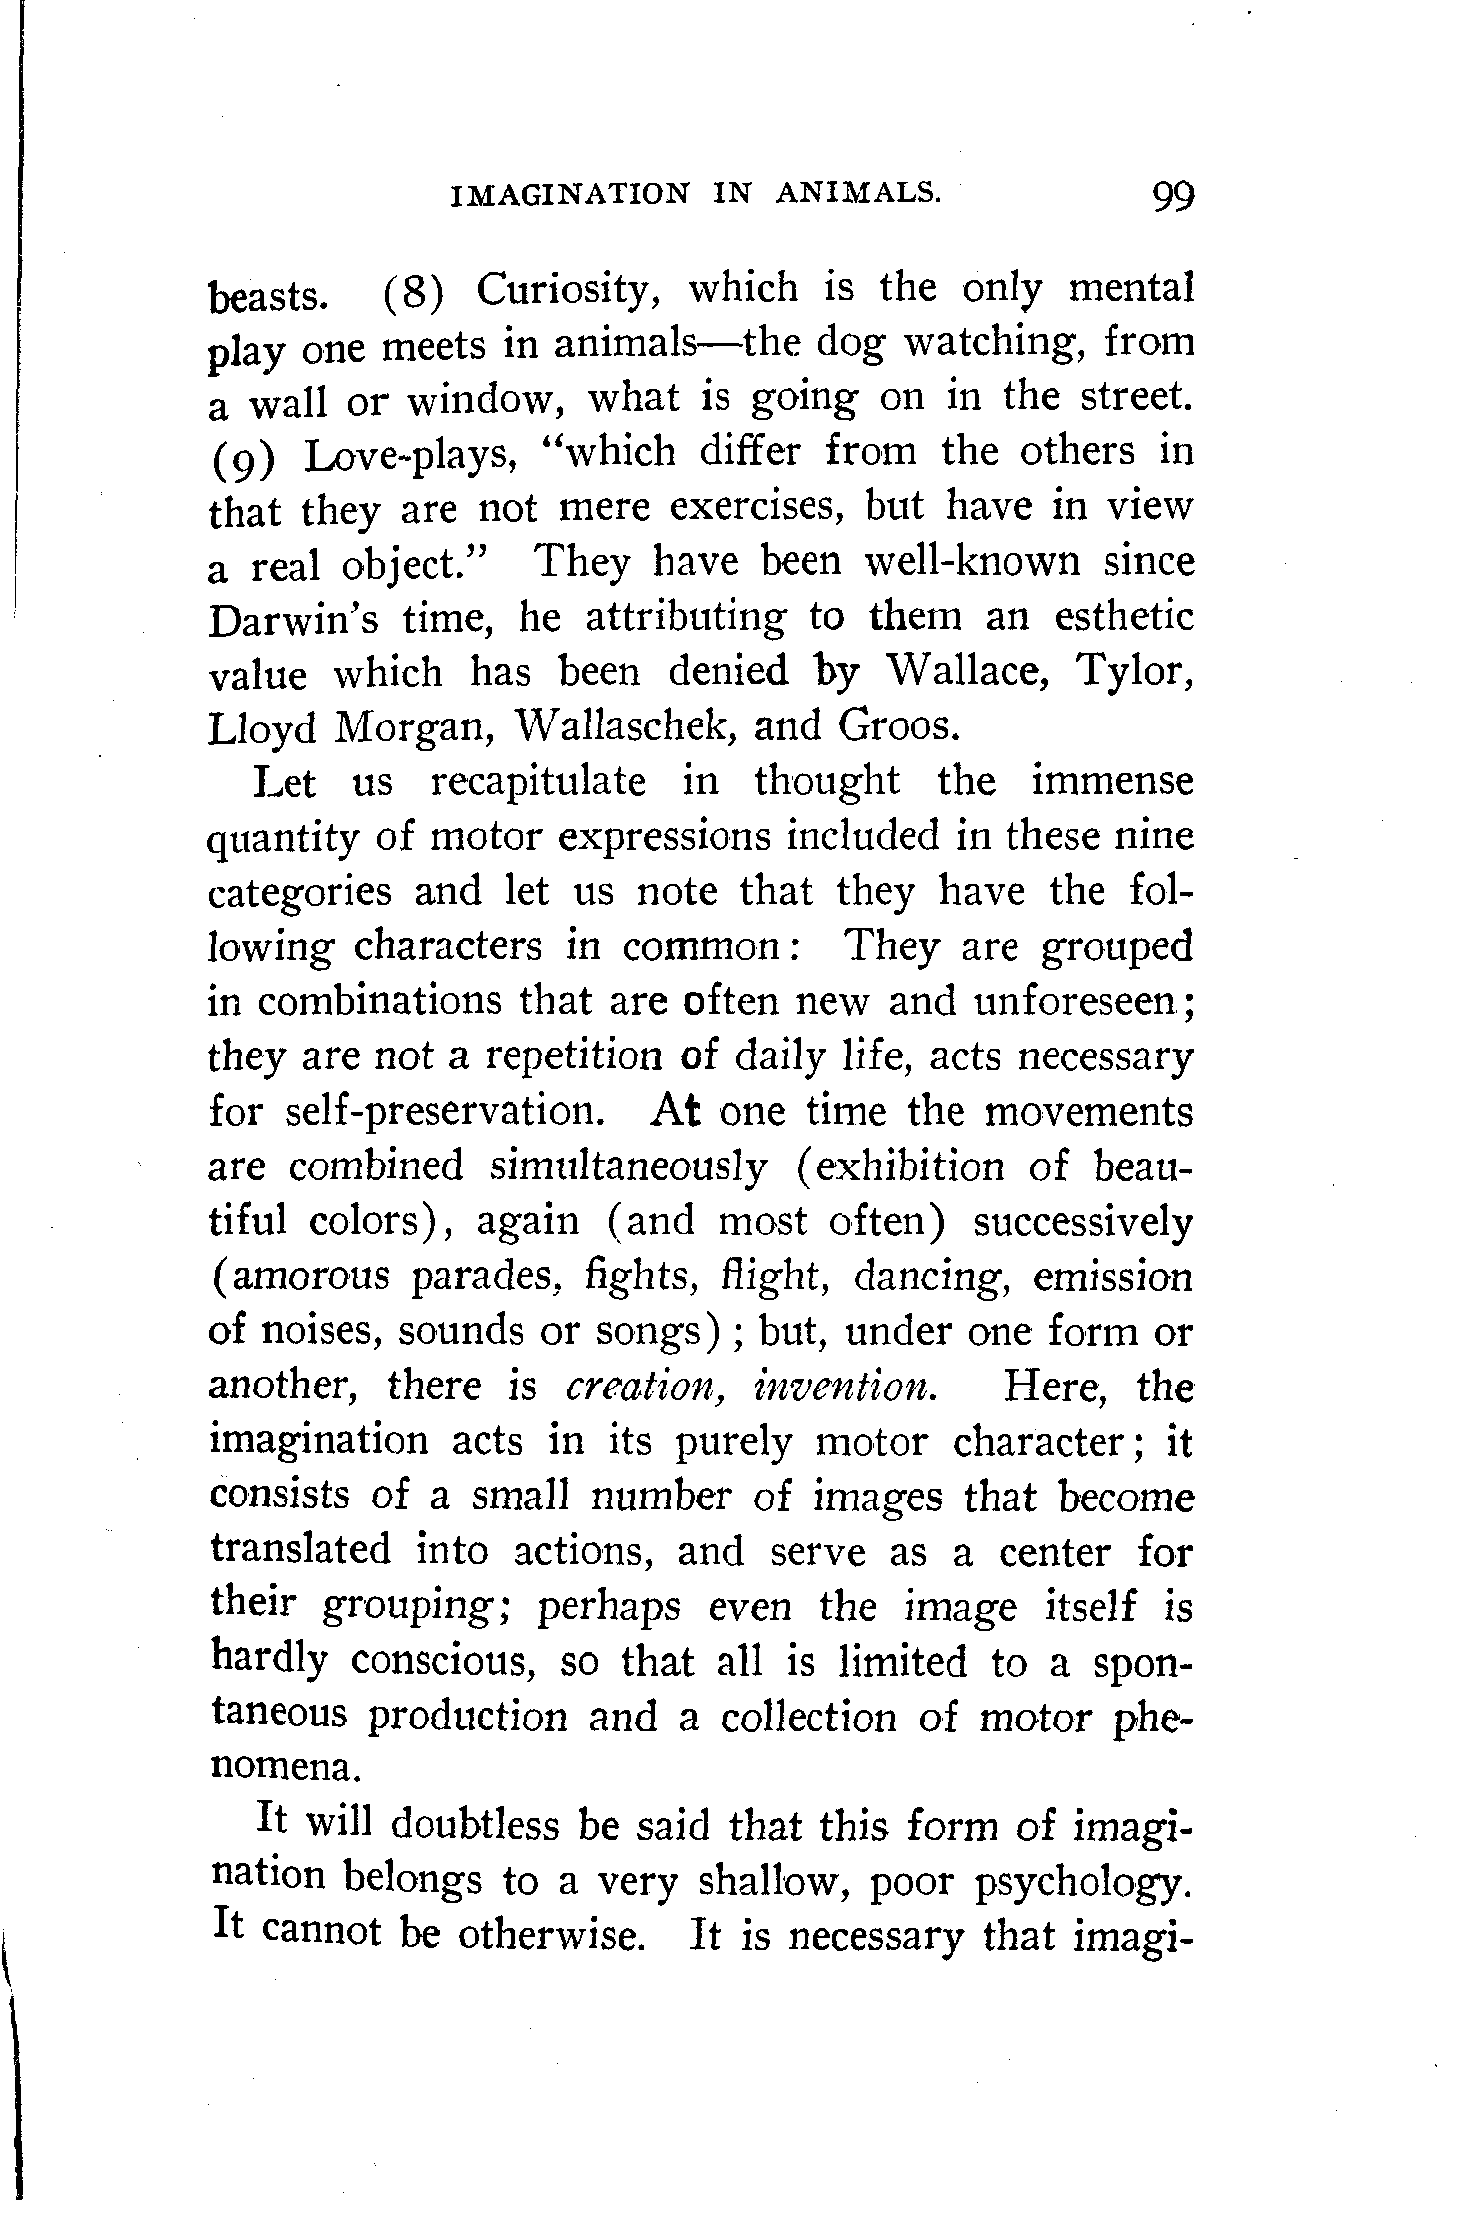 IMAGINATION IN ANIMALS. 99
beasts. (8) Curiosity, which is the only mental
play one meets in animals—the dog watching, from
a wall or window, what is going on in the street.
(9) Love-plays, “which differ from the others in
that they are not mere exercises, but have in view
a real object.” They have been well-known since
Darwin’s time, he attributing to them an esthetic
value which has been denied by Wallace, Tylor,
Lloyd Morgan, Wallaschek, and Groos.
Let us recapitulate in thought the immense
quantity of motor expressions included in these nine
categories and let us note that they have the fol-
lowing characters in common: They are grouped
in combinations that are often new and unforeseen;
they are not a repetition of daily life, acts necessary
for self-preservation. At one time the movements
are combined simultaneously (exhibition of beau-
tiful colors), again (and most often) successively
(amorous parades, fights, flight, dancing, emission
of noises, sounds or songs); but, under one form or
another, there is creation, invention. Here, the
imagination acts in its purely motor character; it
consists of a small number of images that become
translated into actions, and serve as a center for
their grouping; perhaps even the image itself is
hardly conscious, so that all is limited to a spon-
taneous production and a collection of motor phe-
nomena.
It will doubtless be said that this form of imagi-
nation belongs to a very shallow, poor psychology.
It cannot be otherwise. It is necessary that imagi-